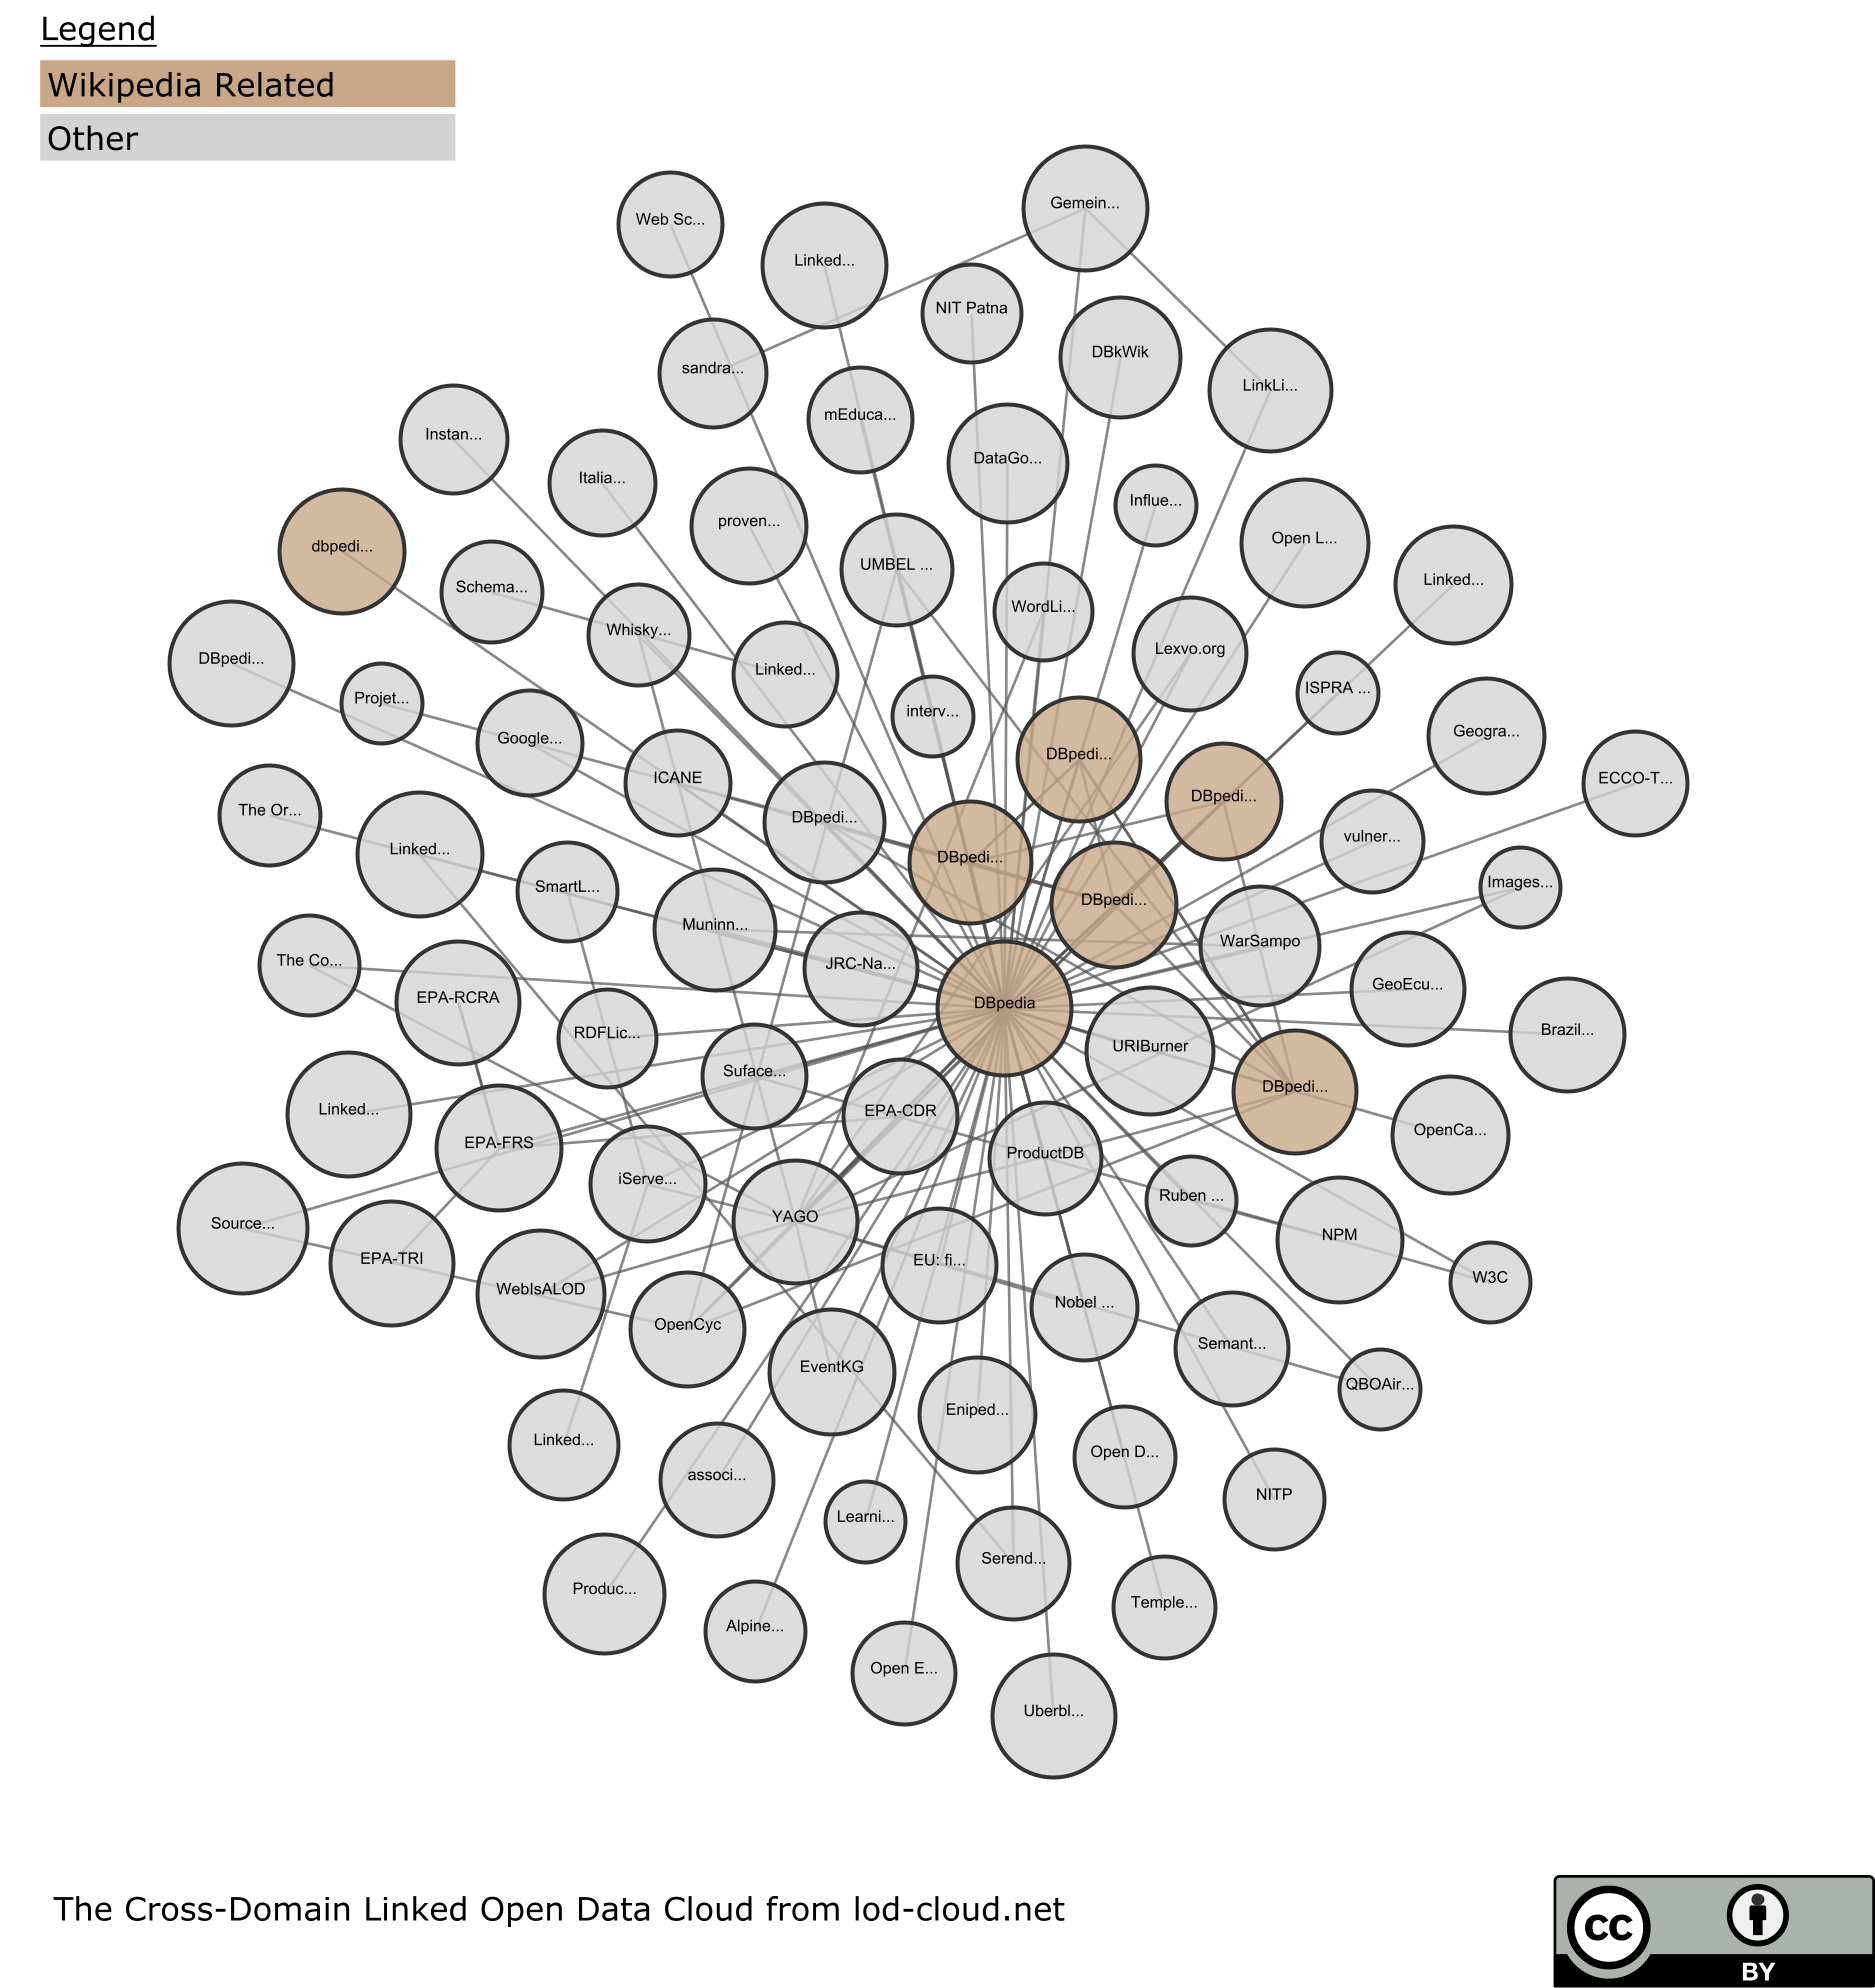 Legend
Wikipedia Related
Other
Gemein...
Web Sc...
Linked...
NIT Patna
DBkWik
sandra...
LinkLi...
mEduca...
Instan...
DataGo...
Italia...
Influe...
proven...
Open L...
dbpedi...
UMBEL ...
Linked...
Schema...
WordLi...
Whisky...
Lexvo.org
DBpedi...
Linked...
ISPRA ...
Projet...
interv...
Geogra...
Google...
DBpedi...
ICANE
ECCO-T...
DBpedi...
The Or...
DBpedi...
vulner...
Linked...
DBpedi...
Images...
SmartL...
DBpedi...
Muninn...
WarSampo
The Co...
JRC-Na...
GeoEcu...
EPA-RCRA
DBpedia
Brazil...
RDFLic...
URIBurner
Suface...
DBpedi...
Linked...
EPA-CDR
OpenCa...
EPA-FRS
ProductDB
iServe...
Ruben ...
Source...
YAGO
NPM
EPA-TRI
EU: fi...
W3C
WebIsALOD
Nobel ...
OpenCyc
Semant...
EventKG
QBOAir...
Eniped...
Linked...
Open D...
associ...
NITP
Learni...
Serend...
Produc...
Temple...
Alpine...
Open E...
Uberbl...
The Cross-Domain Linked Open Data Cloud from lod-cloud.net
cc
BY